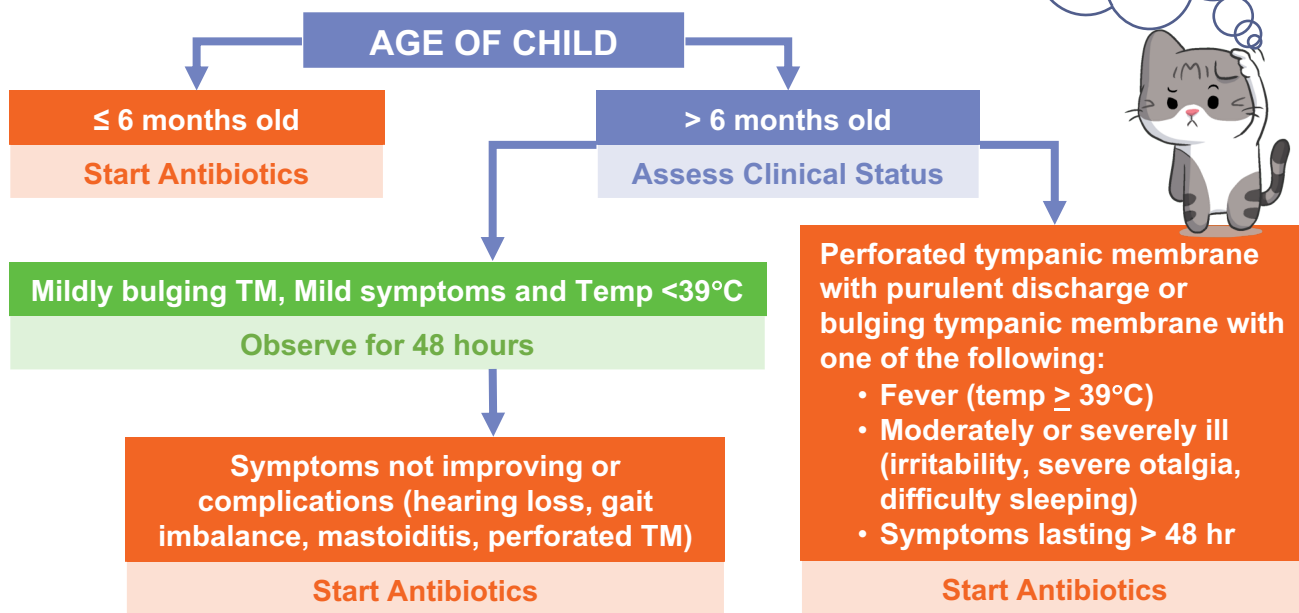 AGE OF CHILD
≤ 6 months old
Start Antibiotics
> 6 months old
Assess Clinical Status
Mildly bulging TM, Mild symptoms and Temp <39°C
Observe for 48 hours
Symptoms not improving or
complications (hearing loss, gait
imbalance, mastoiditis, perforated TM)
Start Antibiotics
Perforated tympanic membrane
with purulent discharge or
bulging tympanic membrane with
one of the following:
• Fever (temp ≥ 39°C)
• Moderately or severely ill
(irritability, severe otalgia,
difficulty sleeping)
• Symptoms lasting > 48 hr
Start Antibiotics